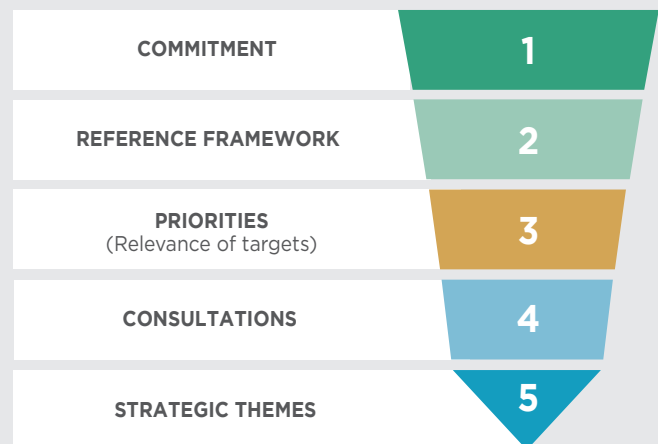 COMMITMENT
1
REFERENCE FRAMEWORK
2
PRIORITIES
(Relevance of targets)
3
CONSULTATIONS
4
STRATEGIC THEMES
5